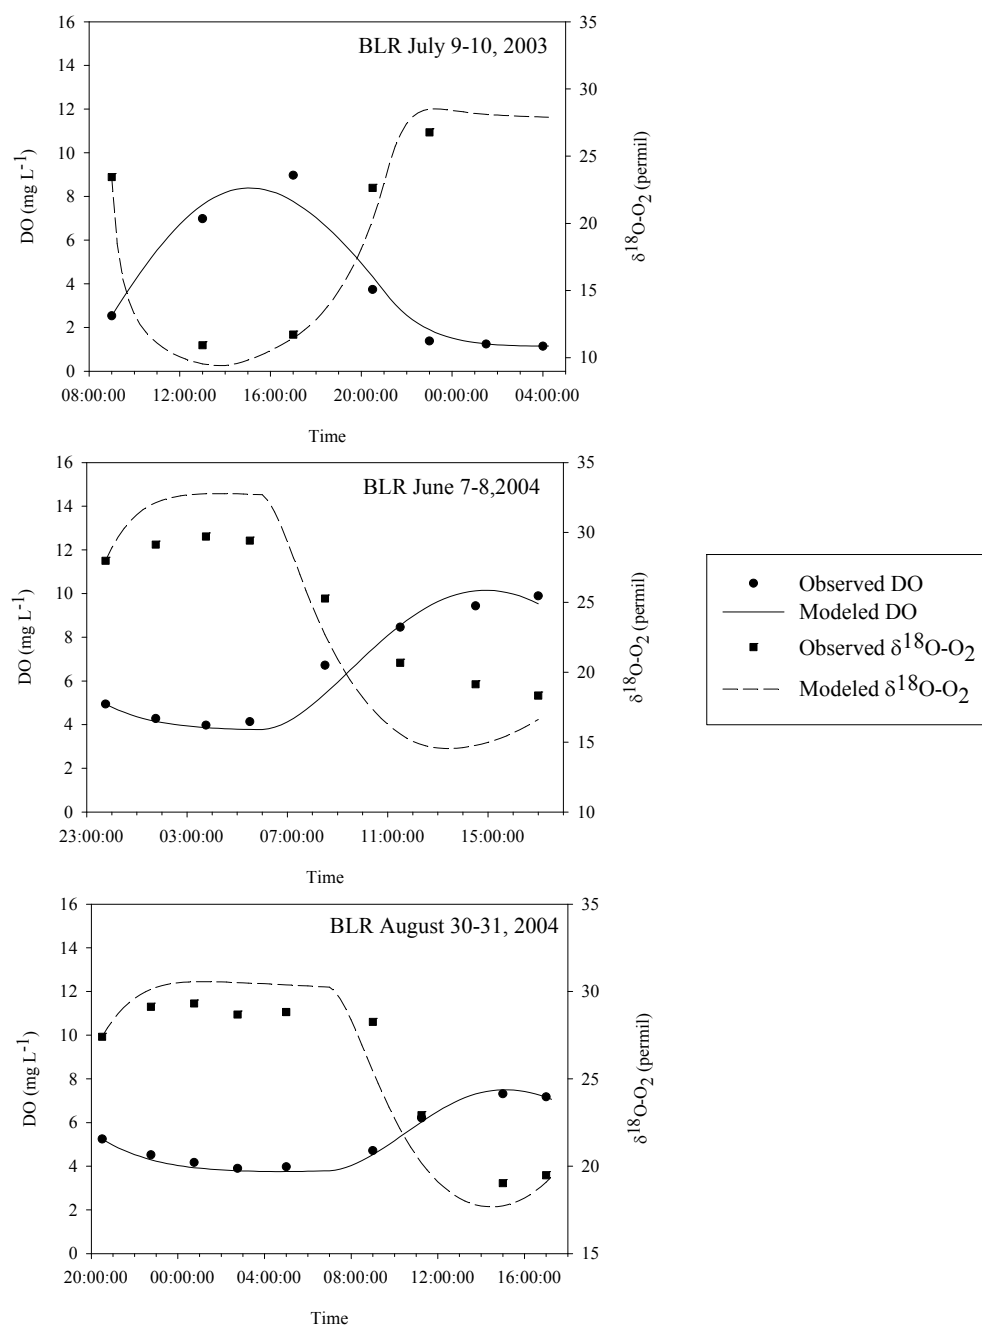 BLR July 9-10, 2003
16
14
12
10
8
6
4
2
0
DO (mg L⁻¹)
35
30
25
20
15
10
δ¹⁸O-O₂ (permil)
08:00:00 12:00:00 16:00:00 20:00:00 00:00:00 04:00:00
Time
BLR June 7-8,2004
16
14
12
10
8
6
4
2
0
DO (mg L⁻¹)
35
30
25
20
15
10
δ¹⁸O-O₂ (permil)
23:00:00 03:00:00 07:00:00 11:00:00 15:00:00
Time
Observed DO
Modeled DO
Observed δ¹⁸O-O₂
Modeled δ¹⁸O-O₂
BLR August 30-31, 2004
16
14
12
10
8
6
4
2
0
DO (mg L⁻¹)
35
30
25
20
15
δ¹⁸O-O₂ (permil)
20:00:00 00:00:00 04:00:00 08:00:00 12:00:00 16:00:00
Time